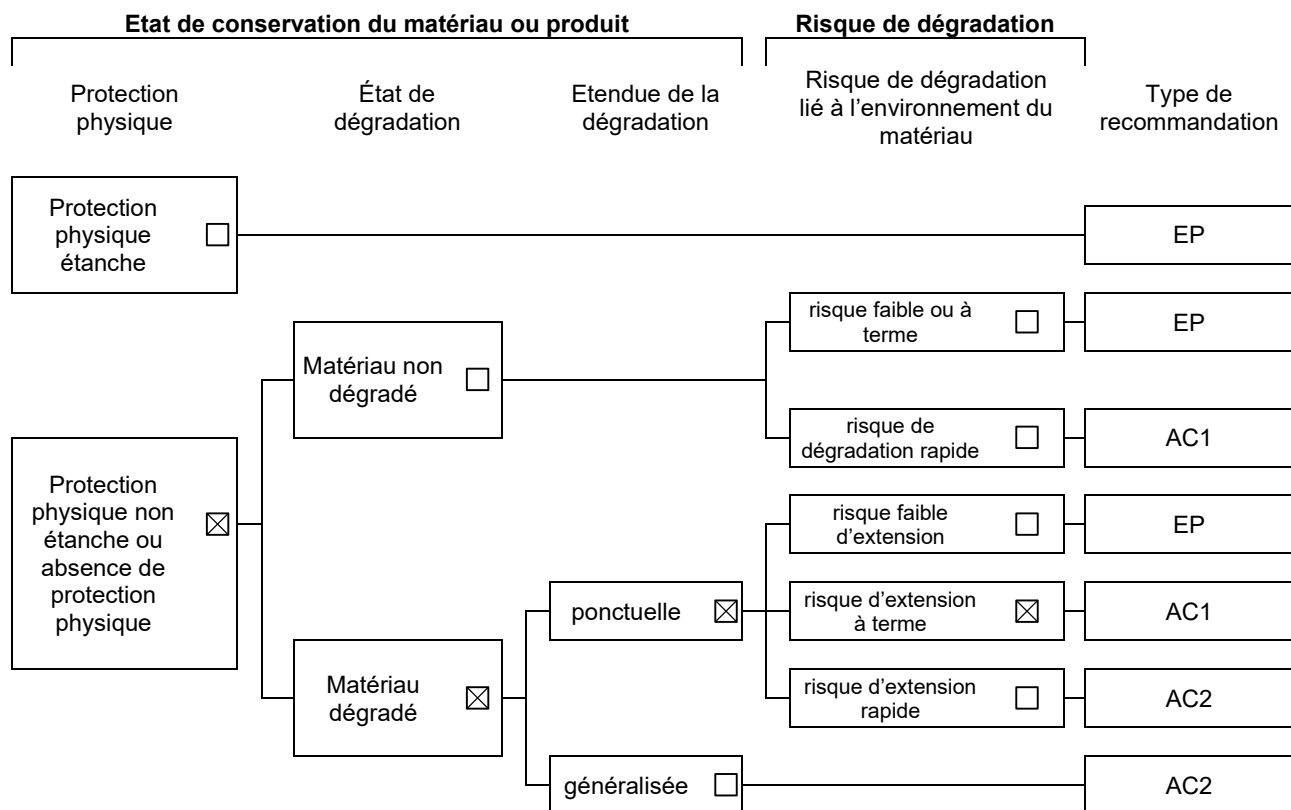 Etat de conservation du matériau ou produit
Risque de dégradation
Protection
physique
État de
dégradation
Etendue de la
dégradation
Risque de dégradation
lié à l'environnement du
matériau
Type de
recommandation
Protection
physique
étanche
EP
risque faible ou à
terme
EP
Matériau non
dégradé
risque de
dégradation rapide
AC1
Protection
physique non
étanche ou
absence de
protection
physique
risque faible
d'extension
EP
ponctuelle
risque d'extension
à terme
AC1
Matériau
dégradé
risque d'extension
rapide
AC2
généralisée
AC2